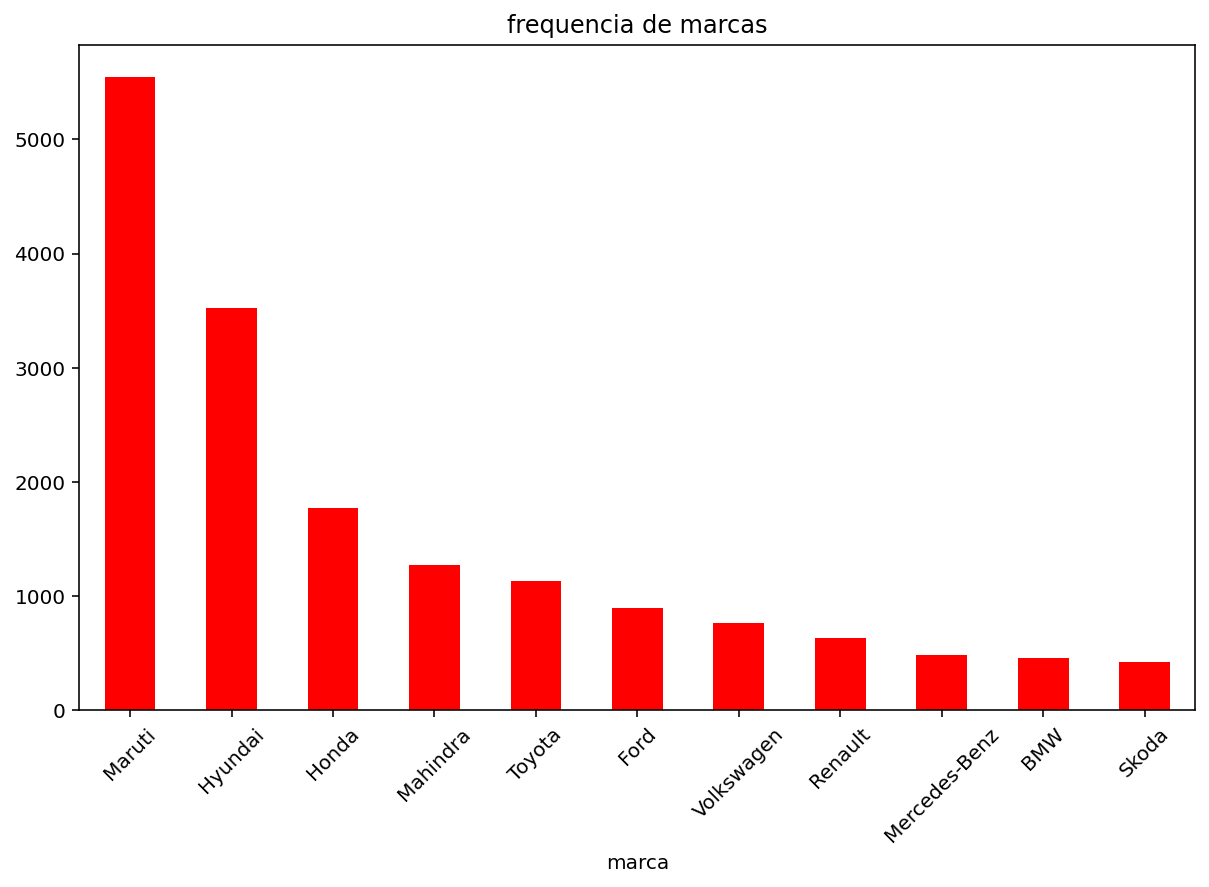 frequencia de marcas
5000
4000
3000
2000
1000
0
Maruti
Hyundai
Honda
Mahindra
Toyota
Ford
Volkswagen
Renault
Mercedes-Benz
BMW
Skoda
marca